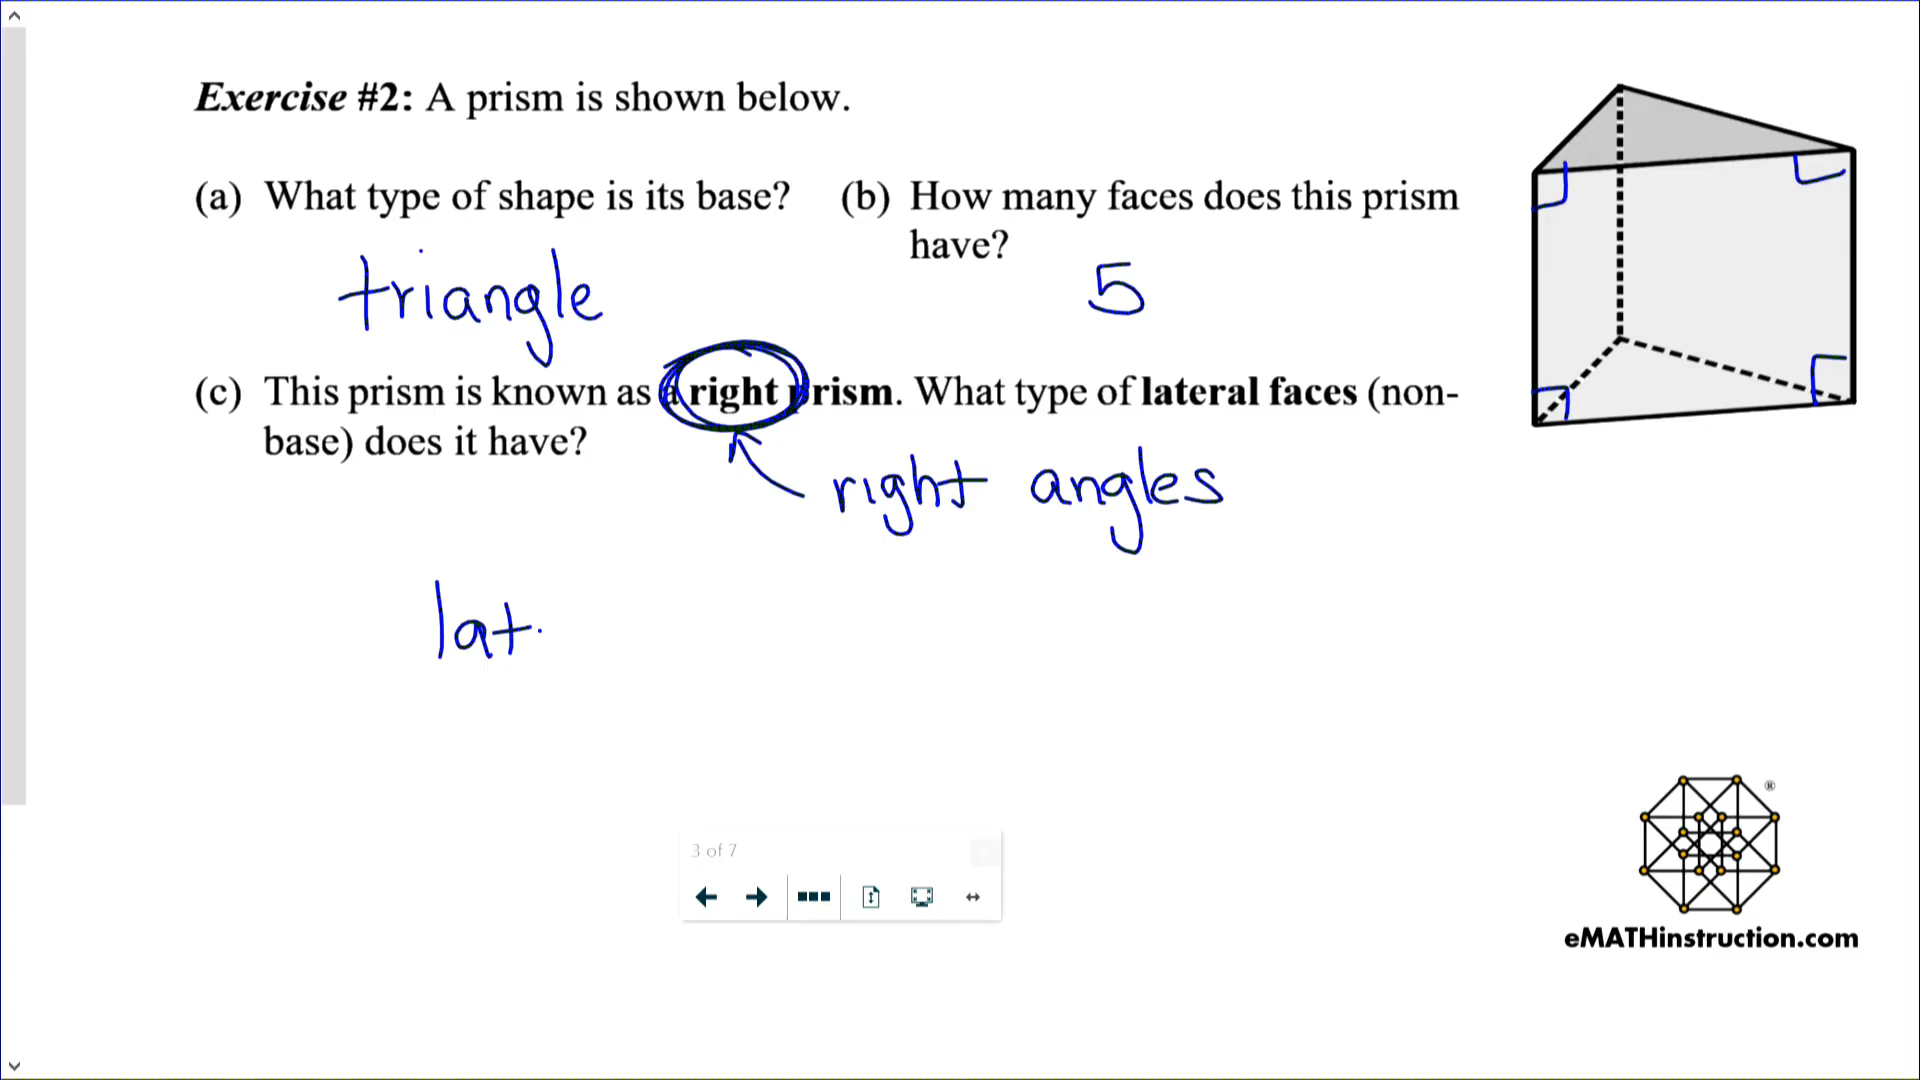 Exercise #2: A prism is shown below.
(a) What type of shape is its base?
(b) How many faces does this prism
have?
triangle
5
(c) This prism is known as a right prism. What type of lateral faces (non-
base) does it have?
right angles
lat.
3 of 7
®
eMATHinstruction.com